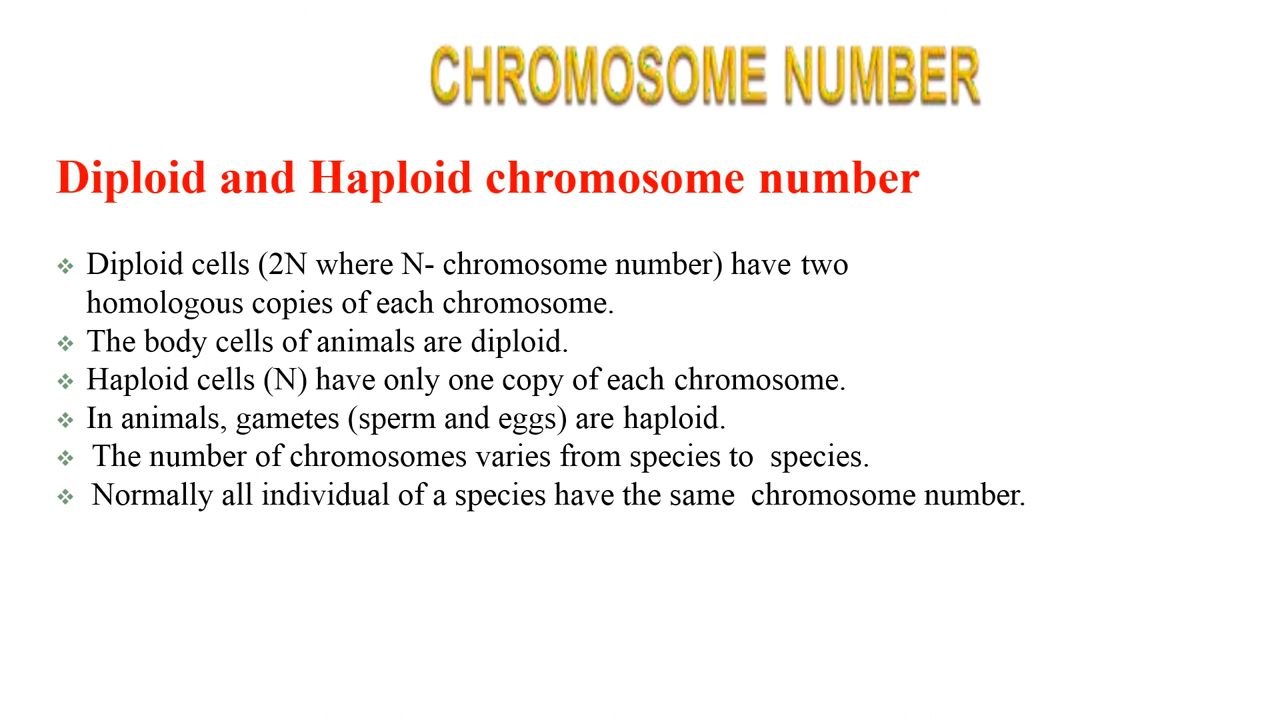 CHROMOSOME NUMBER
Diploid and Haploid chromosome number
❖ Diploid cells (2N where N- chromosome number) have two
homologous copies of each chromosome.
❖ The body cells of animals are diploid.
❖ Haploid cells (N) have only one copy of each chromosome.
❖ In animals, gametes (sperm and eggs) are haploid.
❖ The number of chromosomes varies from species to  species.
❖ Normally all individual of a species have the same  chromosome number.